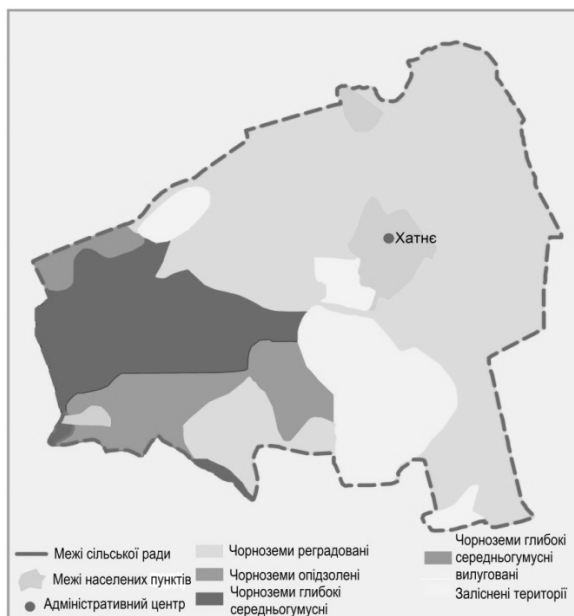 Хатнє
Межі сільської ради
Межі населених пунктів
Адміністративний центр
Чорноземи реградовані
Чорноземи опідзолені
Чорноземи глибокі
середньогумусні
Чорноземи глибокі
середньогумусні
вилуговані
Заліснені території